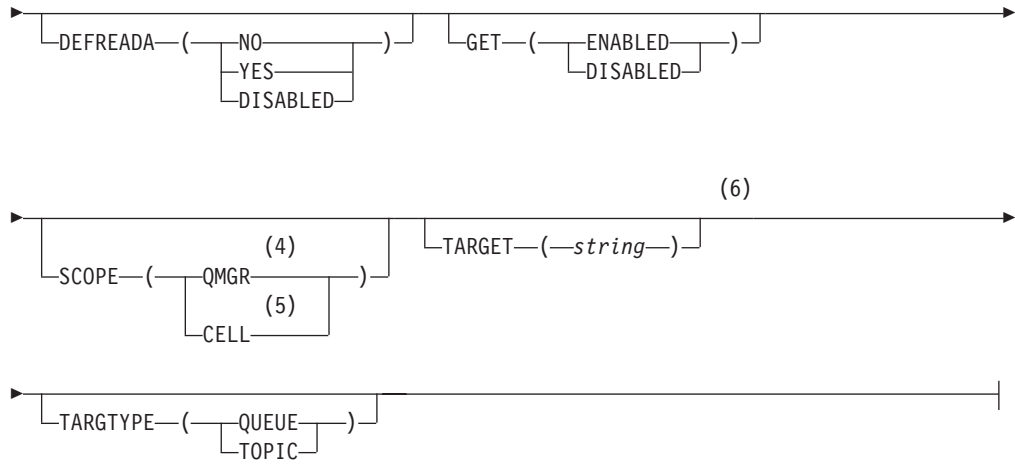 DEFREADA ( NO ) GET ( ENABLED )
YES DISABLED
DISABLED
(6)
(4) TARGET ( string )
SCOPE ( QMGR )
(5)
CELL
TARGTYPE ( QUEUE )
TOPIC